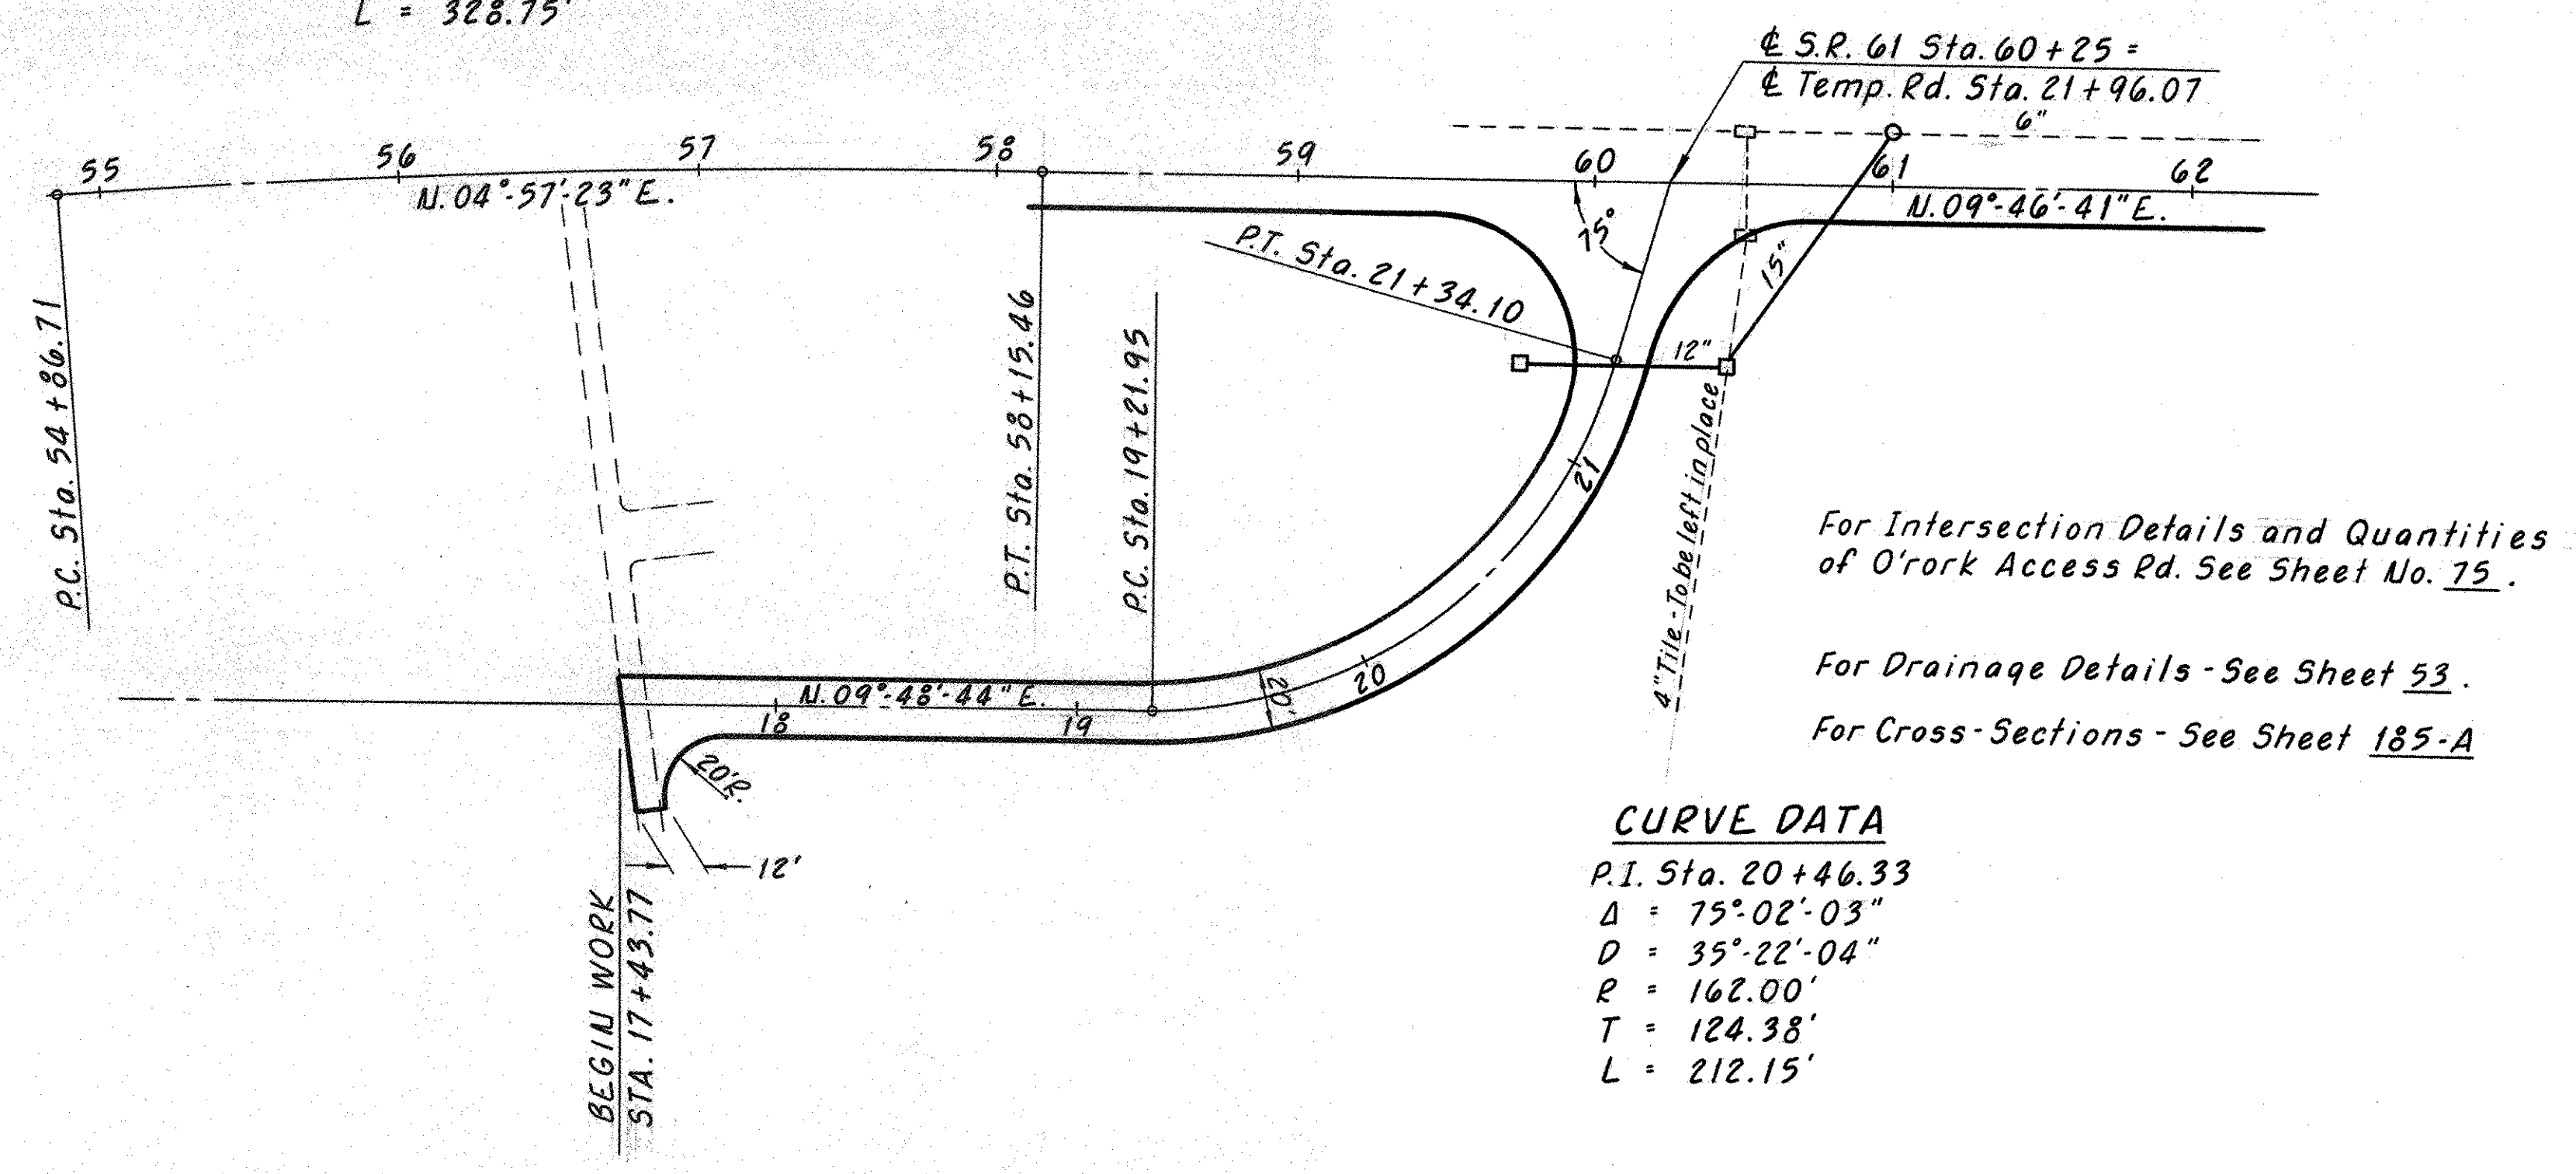 L = 328.75'
℄ S.R. 61 Sta. 60+25 =
℄ Temp. Rd. Sta. 21+96.07
6"
55
56
57
58
59
60
61
62
N. 04°-57'-23" E.
N. 09°-46'-41" E.
75°
15"
P.T. Sta. 21+34.10
12"
P.C. Sta. 54+86.71
P.T. Sta. 58+15.46
P.C. Sta. 19+21.95
21
4" Tile - To be left in place
For Intersection Details and Quantities
of O'rork Access Rd. See Sheet No. 75.
For Drainage Details - See Sheet 53.
For Cross-Sections - See Sheet 185-A
N. 09°-48'-44" E.
18
19
20'
20
20'R.
12'
BEGIN WORK
STA. 17+43.77
CURVE DATA
P.I. Sta. 20+46.33
Δ = 75°-02'-03"
D = 35°-22'-04"
R = 162.00'
T = 124.38'
L = 212.15'